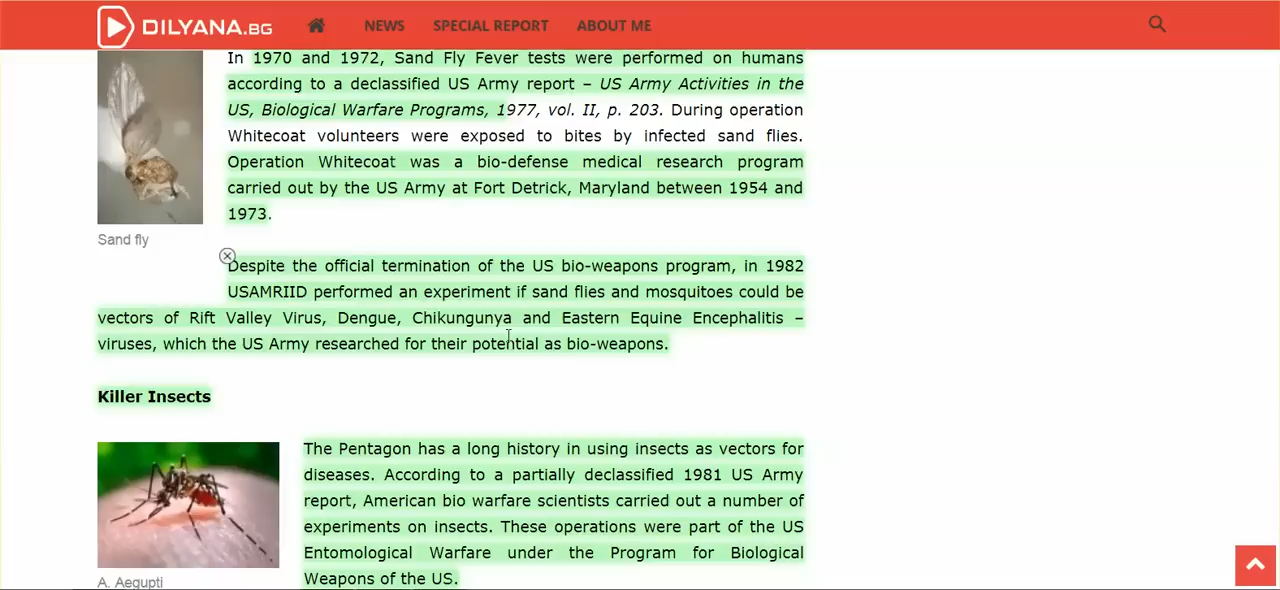 DILYANA.BG
NEWS
SPECIAL REPORT
ABOUT ME
In 1970 and 1972, Sand Fly Fever tests were performed on humans
according to a declassified US Army report – US Army Activities in the
US, Biological Warfare Programs, 1977, vol. II, p. 203. During operation
Whitecoat volunteers were exposed to bites by infected sand flies.
Operation Whitecoat was a bio-defense medical research program
carried out by the US Army at Fort Detrick, Maryland between 1954 and
1973.
Sand fly
Despite the official termination of the US bio-weapons program, in 1982
USAMRIID performed an experiment if sand flies and mosquitoes could be
vectors of Rift Valley Virus, Dengue, Chikungunya and Eastern Equine Encephalitis –
viruses, which the US Army researched for their potential as bio-weapons.
Killer Insects
The Pentagon has a long history in using insects as vectors for
diseases. According to a partially declassified 1981 US Army
report, American bio warfare scientists carried out a number of
experiments on insects. These operations were part of the US
Entomological Warfare under the Program for Biological
Weapons of the US.
A. Aegupti